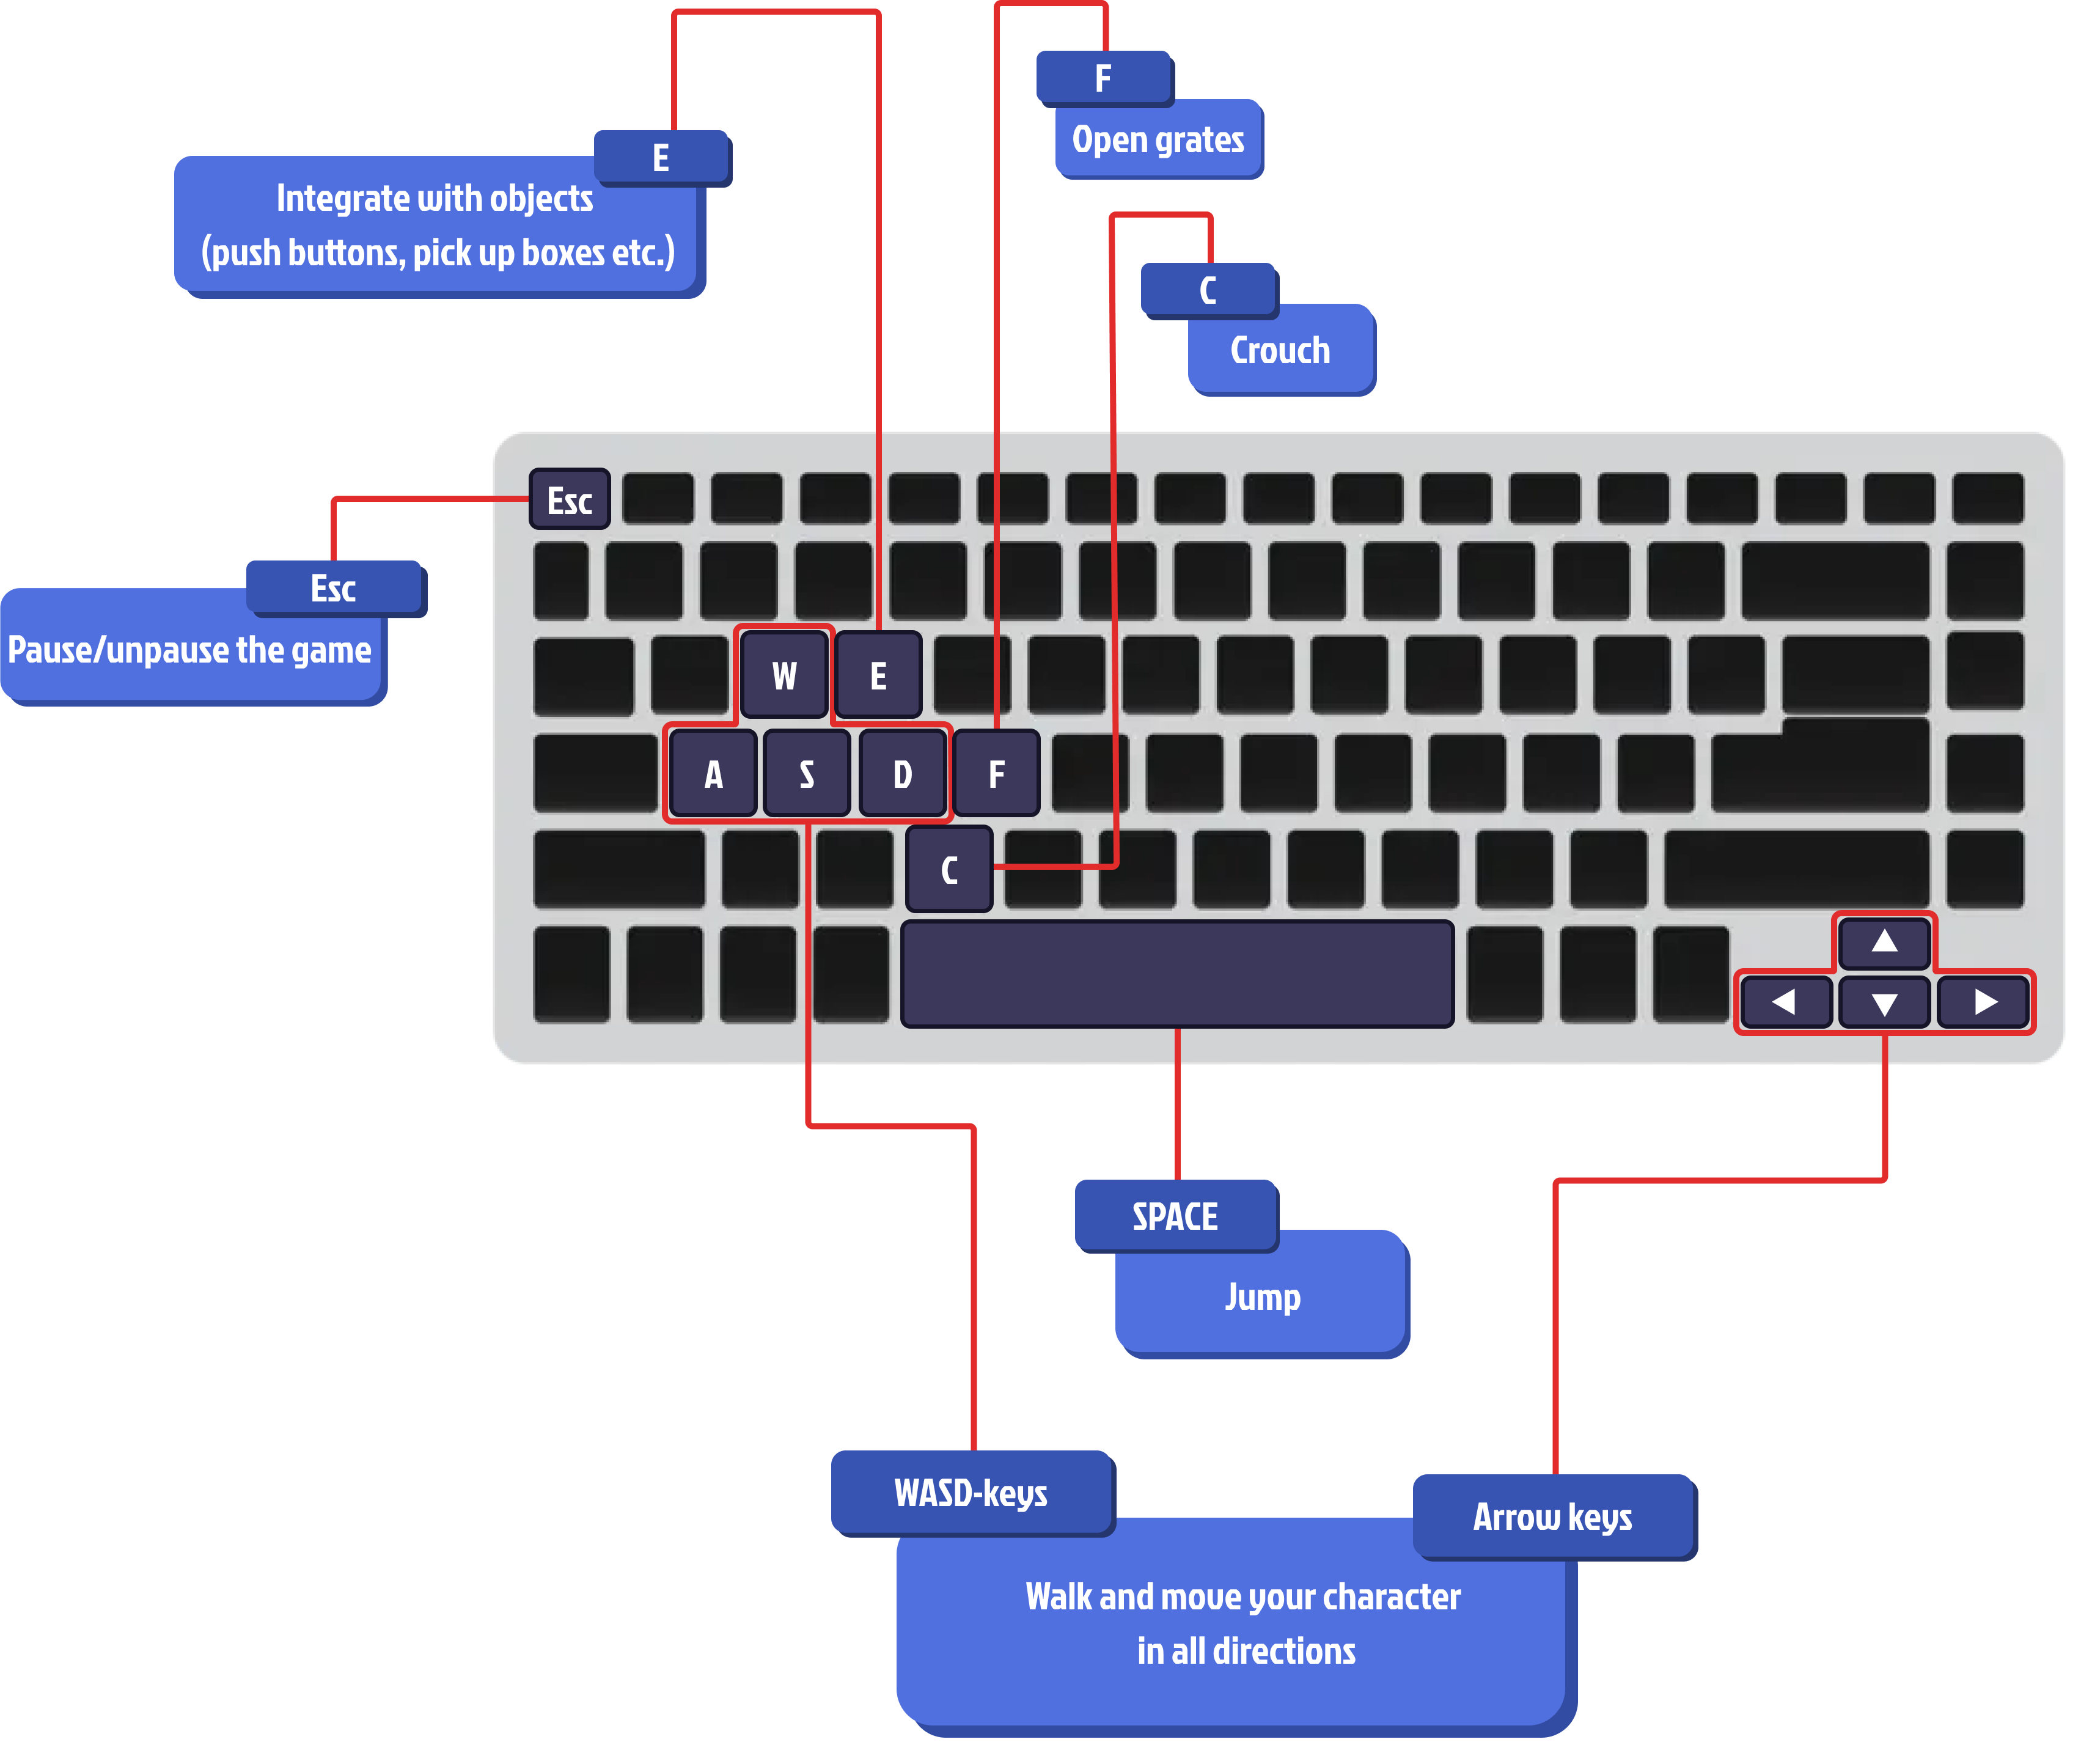 F
Open grates
E
Integrate with objects
(push buttons, pick up boxes etc.)
C
Crouch
Esc
Esc
Pause/unpause the game
W
E
A
S
D
F
C
SPACE
Jump
WASD-keys
Arrow keys
Walk and move your character
in all directions